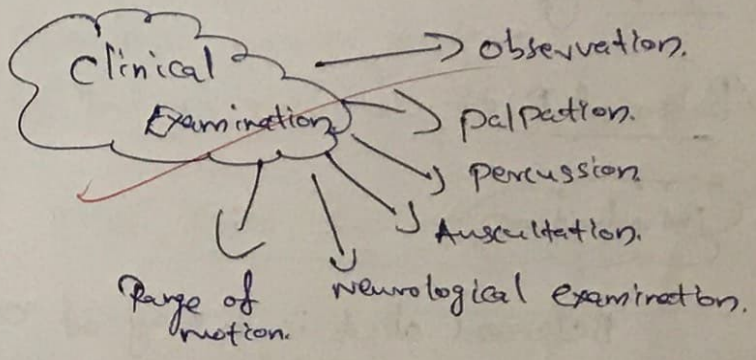 Clinical
Examination
Observation.
palpation.
percussion.
Auscultation.
Neurological examination.
Range of
motion.